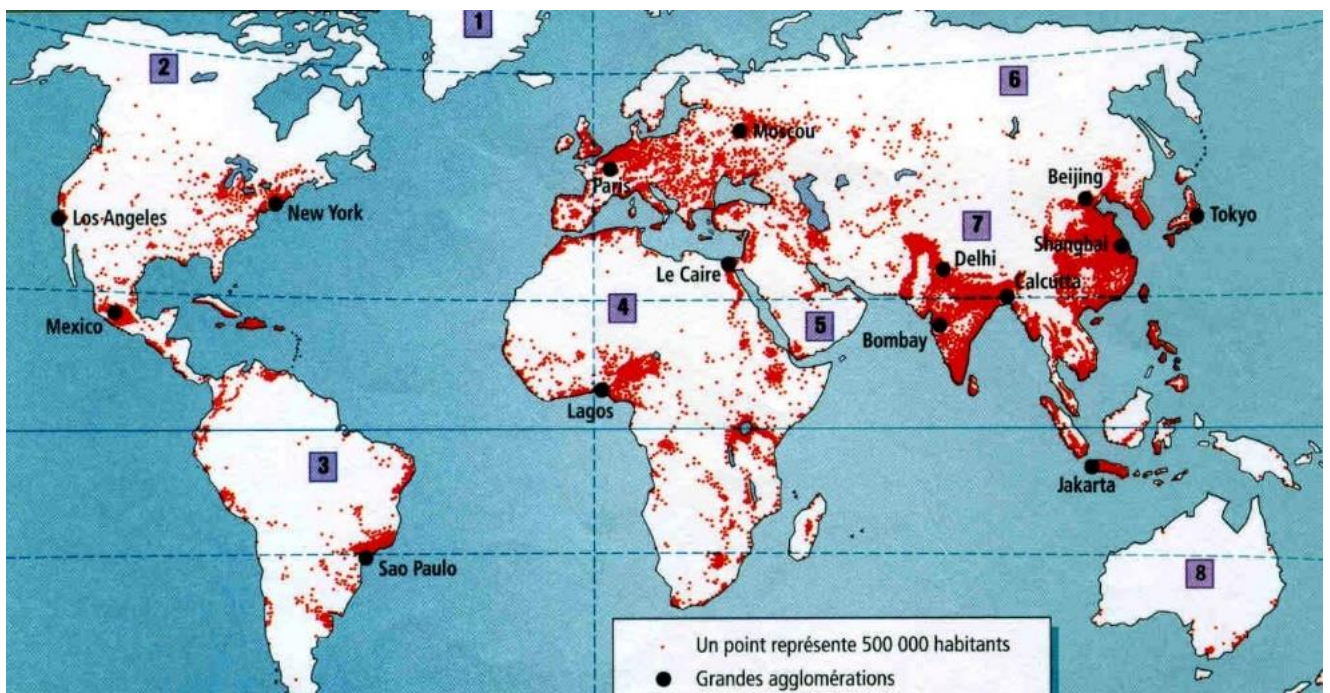 1
2
6
Moscou
Paris
Beijing
Los Angeles
New York
Tokyo
7
Shanghai
Delhi
Le Caire
Calcutta
4
Mexico
5
Bombay
Lagos
3
Jakarta
Sao Paulo
8
Un point représente 500 000 habitants
Grandes agglomérations